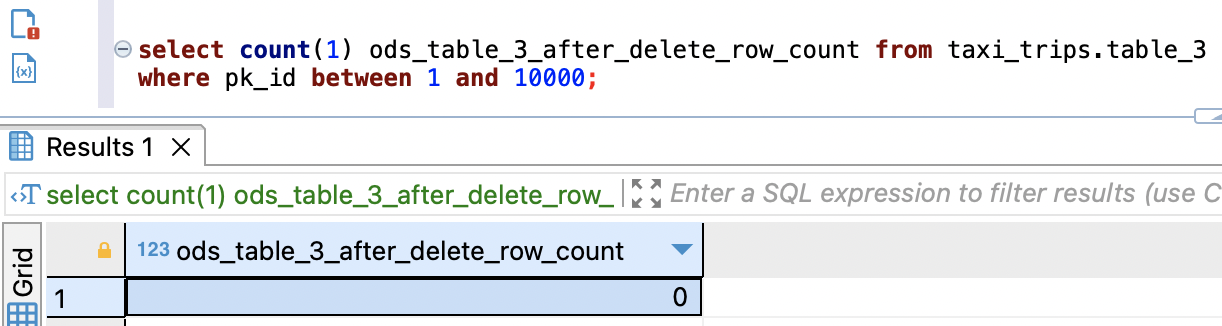 select count(1) ods_table_3_after_delete_row_count from taxi_trips.table_3
where pk_id between 1 and 10000;
Results 1
select count(1) ods_table_3_after_delete_row_
Enter a SQL expression to filter results (use C
Grid
123 ods_table_3_after_delete_row_count
1
0